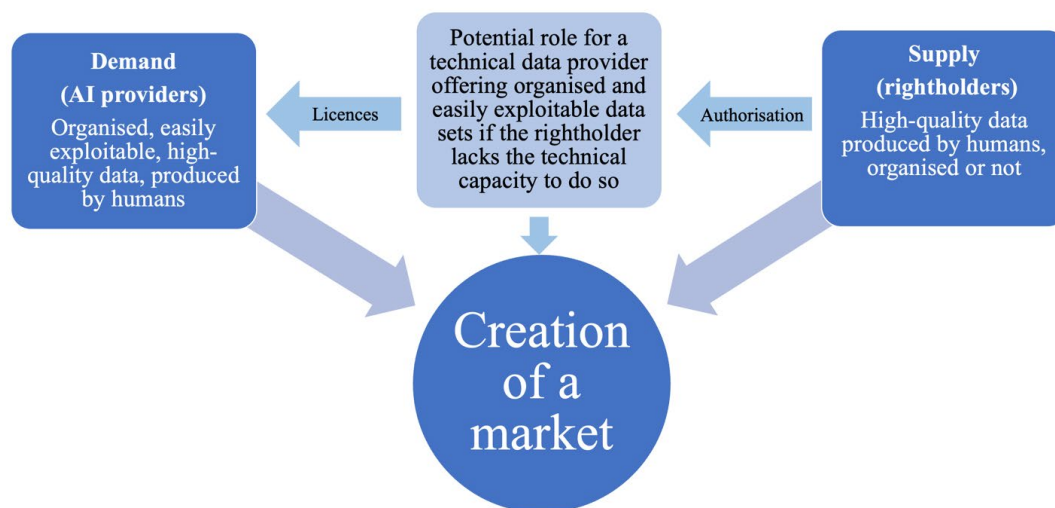 Demand
(AI providers)
Organised, easily
exploitable, high-
quality data, produced
by humans
Licences
Potential role for a
technical data provider
offering organised and
easily exploitable data
sets if the rightholder
lacks the technical
capacity to do so
Authorisation
Supply
(rightholders)
High-quality data
produced by humans,
organised or not
Creation
of a
market